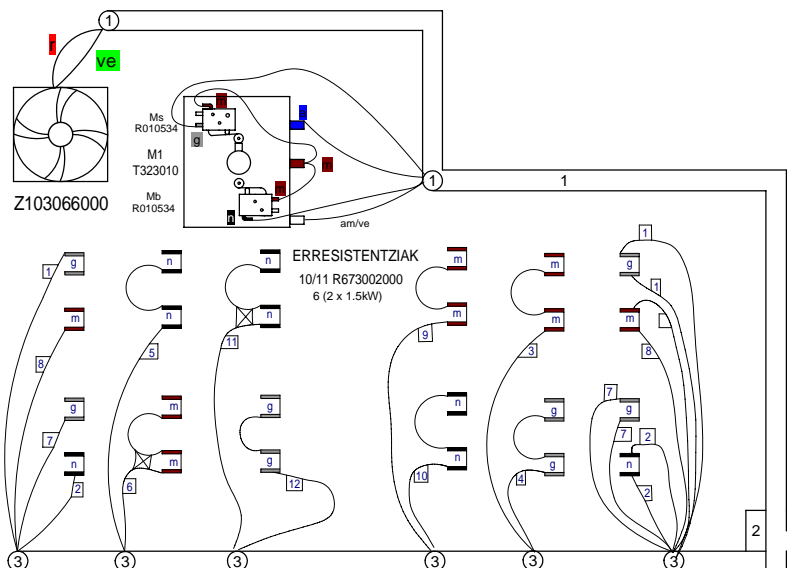 1
r
ve
Ms
R010534
M1
T323010
Mb
R010534
m
u
g
m
m
n
am/ve
Z103066000
1
1
ERRESISTENTZIAK
10/11 R673002000
6 (2 x 1.5kW)
g n n m m g
1 1 1
m n n m m m
8 5 11 9 3 8
g m g n g g
7 7 7 2
n m g n g n
2 6 12 10 4 2
2
3 3 3 3 3 3